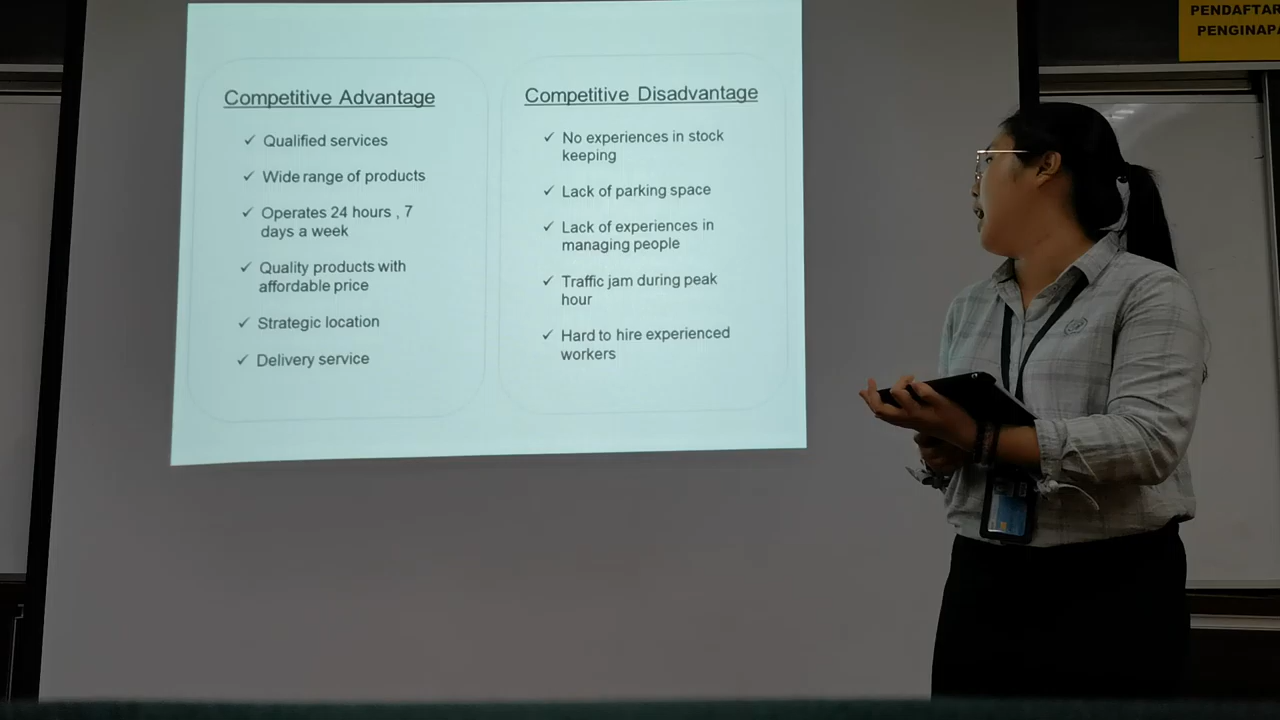 Competitive Advantage
✓ Qualified services
✓ Wide range of products
✓ Operates 24 hours , 7
days a week
✓ Quality products with
affordable price
✓ Strategic location
✓ Delivery service
Competitive Disadvantage
✓ No experiences in stock
keeping
✓ Lack of parking space
✓ Lack of experiences in
managing people
✓ Traffic jam during peak
hour
✓ Hard to hire experienced
workers
PENDAFTAR
PENGINAPA